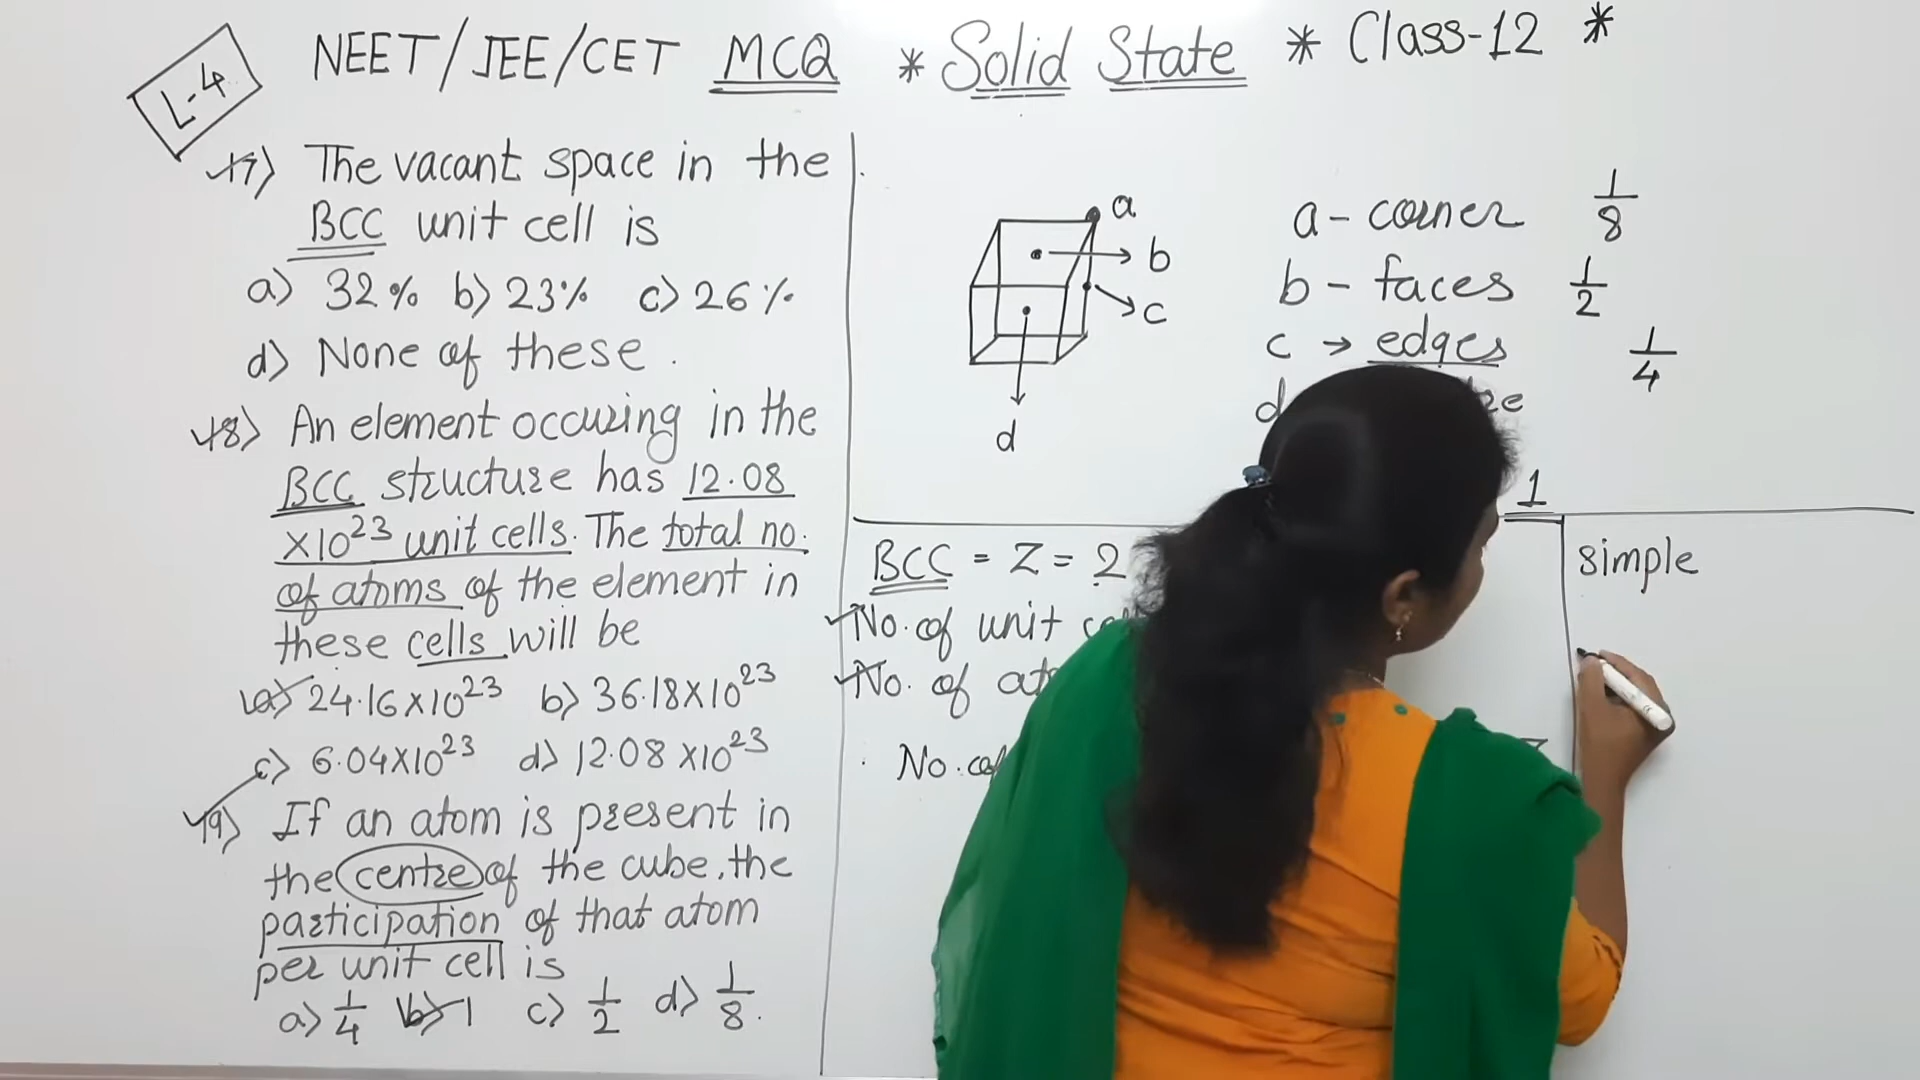 L-4
NEET/JEE/CET MCQ * Solid State * Class-12 *
17) The vacant space in the
BCC unit cell is
a) 32% b) 23% c) 26%
d) None of these.
18) An element occuring in the
BCC structure has 12.08
×10²³ unit cells. The total no.
of atoms of the element in
these cells will be
a) 24.16×10²³ b) 36.18×10²³
c) 6.04×10²³ d) 12.08×10²³
19) If an atom is present in
the centre of the cube, the
participation of that atom
per unit cell is
a) 1/4 b) 1 c) 1/2 d) 1/8.
a
b
c
d
a - corner 1/8
b - faces 1/2
c → edges 1/4
d
1
BCC = Z = 2
No. of unit
No. of
No. of
simple